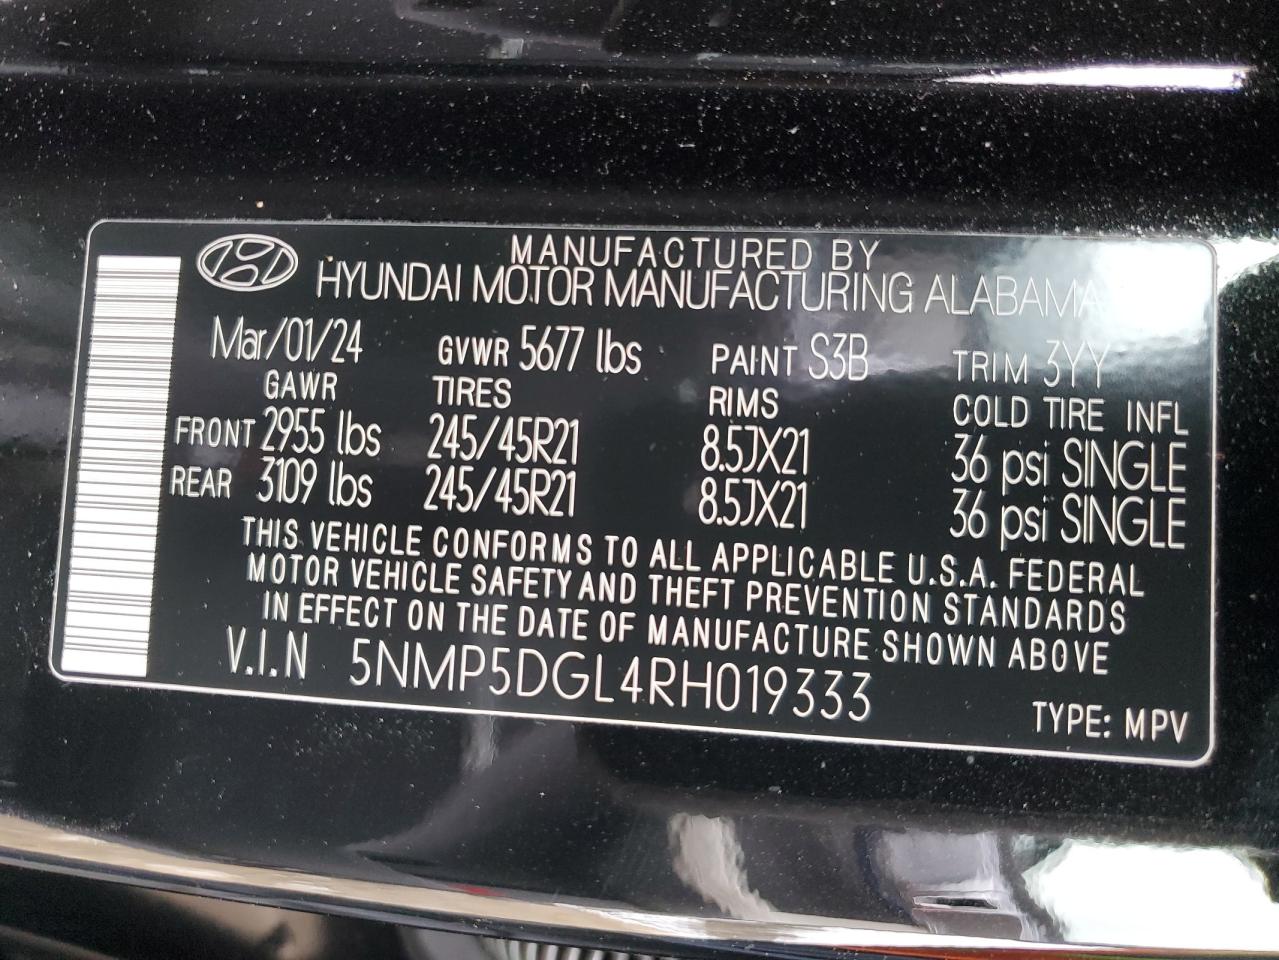 MANUFACTURED BY
HYUNDAI MOTOR MANUFACTURING ALABAMA
Mar/01/24 GVWR 5677 lbs PAINT S3B TRIM 3YY
GAWR TIRES RIMS COLD TIRE INFL
FRONT 2955 lbs 245/45R21 8.5JX21 36 psi SINGLE
REAR 3109 lbs 245/45R21 8.5JX21 36 psi SINGLE
THIS VEHICLE CONFORMS TO ALL APPLICABLE U.S.A. FEDERAL
MOTOR VEHICLE SAFETY AND THEFT PREVENTION STANDARDS
IN EFFECT ON THE DATE OF MANUFACTURE SHOWN ABOVE
V.I.N 5NMP5DGL4RH019333
TYPE: MPV